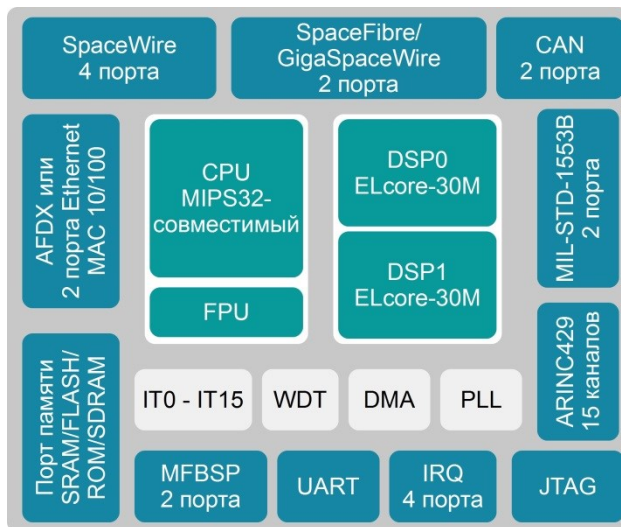 SpaceWire
4 порта
SpaceFibre/
GigaSpaceWire
2 порта
CAN
2 порта
AFDX или
2 порта Ethernet
MAC 10/100
CPU
MIPS32-
совместимый
FPU
DSP0
ELcore-30M
DSP1
ELcore-30M
MIL-STD-1553B
2 порта
Порт памяти
SRAM/FLASH/
ROM/SDRAM
IT0 - IT15
WDT
DMA
PLL
ARINC429
15 каналов
MFBSP
2 порта
UART
IRQ
4 порта
JTAG